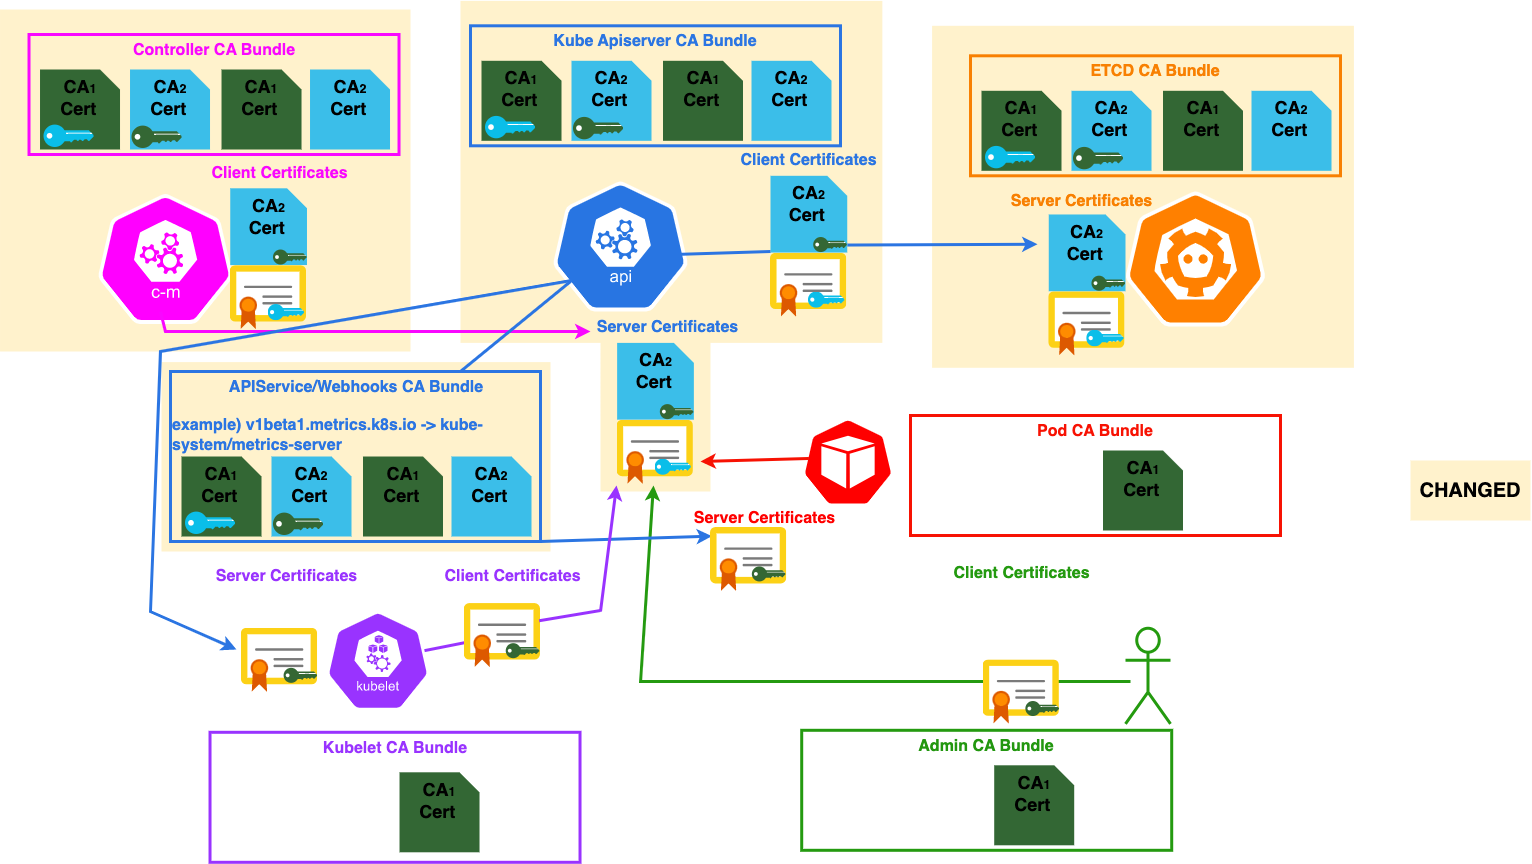 Controller CA Bundle
CA1
Cert
CA2
Cert
CA1
Cert
CA2
Cert
Client Certificates
CA2
Cert
c-m
Kube Apiserver CA Bundle
CA1
Cert
CA2
Cert
CA1
Cert
CA2
Cert
Client Certificates
CA2
Cert
api
Server Certificates
CA2
Cert
ETCD CA Bundle
CA1
Cert
CA2
Cert
CA1
Cert
CA2
Cert
Server Certificates
CA2
Cert
APIService/Webhooks CA Bundle
example) v1beta1.metrics.k8s.io -> kube-
system/metrics-server
CA1
Cert
CA2
Cert
CA1
Cert
CA2
Cert
Pod CA Bundle
CA1
Cert
CHANGED
Server Certificates
Server Certificates
Client Certificates
Client Certificates
kubelet
Kubelet CA Bundle
CA1
Cert
Admin CA Bundle
CA1
Cert